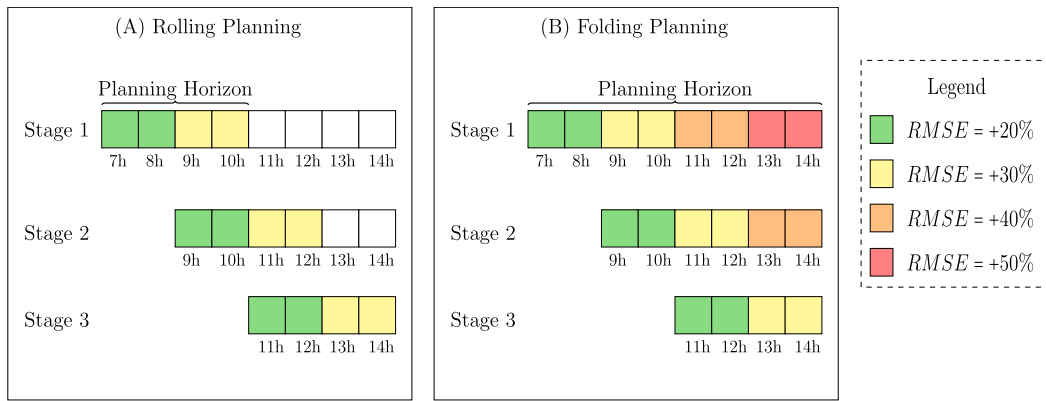 (A) Rolling Planning
Planning Horizon
Stage 1
7h 8h 9h 10h 11h 12h 13h 14h
Stage 2
9h 10h 11h 12h 13h 14h
Stage 3
11h 12h 13h 14h
(B) Folding Planning
Planning Horizon
Stage 1
7h 8h 9h 10h 11h 12h 13h 14h
Stage 2
9h 10h 11h 12h 13h 14h
Stage 3
11h 12h 13h 14h
Legend
RMSE = +20%
RMSE = +30%
RMSE = +40%
RMSE = +50%